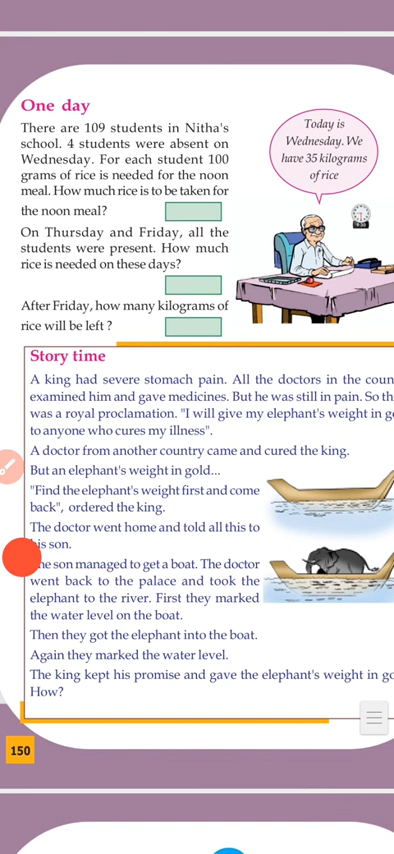 One day
There are 109 students in Nitha's
school. 4 students were absent on
Wednesday. For each student 100
grams of rice is needed for the noon
meal. How much rice is to be taken for
the noon meal?
On Thursday and Friday, all the
students were present. How much
rice is needed on these days?
After Friday, how many kilograms of
rice will be left ?
Today is
Wednesday. We
have 35 kilograms
of rice
Story time
A king had severe stomach pain. All the doctors in the coun
examined him and gave medicines. But he was still in pain. So th
was a royal proclamation. "I will give my elephant's weight in g
to anyone who cures my illness".
A doctor from another country came and cured the king.
But an elephant's weight in gold...
"Find the elephant's weight first and come
back", ordered the king.
The doctor went home and told all this to
is son.
he son managed to get a boat. The doctor
went back to the palace and took the
elephant to the river. First they marked
the water level on the boat.
Then they got the elephant into the boat.
Again they marked the water level.
The king kept his promise and gave the elephant's weight in go
How?
150